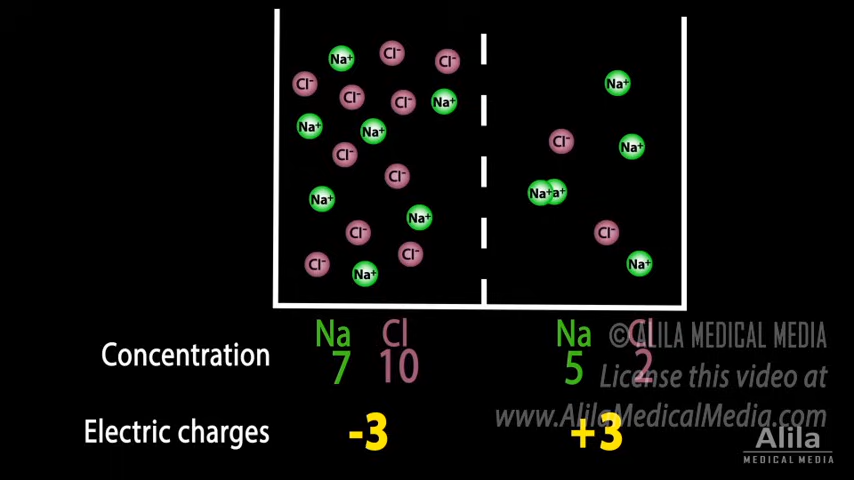 Na⁺ Cl⁻ Cl⁻
Cl⁻ Cl⁻ Cl⁻ Na⁺
Na⁺ Na⁺
Cl⁻ Cl⁻
Na⁺ Na⁺
Cl⁻ Cl⁻
Cl⁻ Na⁺
Na⁺
Cl⁻ Na⁺
Na⁺ a⁺
Cl⁻
Na⁺
Na Cl Na Cl
Concentration 7 10 5 2
Electric charges -3 +3
© ALILA MEDICAL MEDIA
License this video at
www.AlilaMedicalMedia.com
Alila
MEDICAL MEDIA